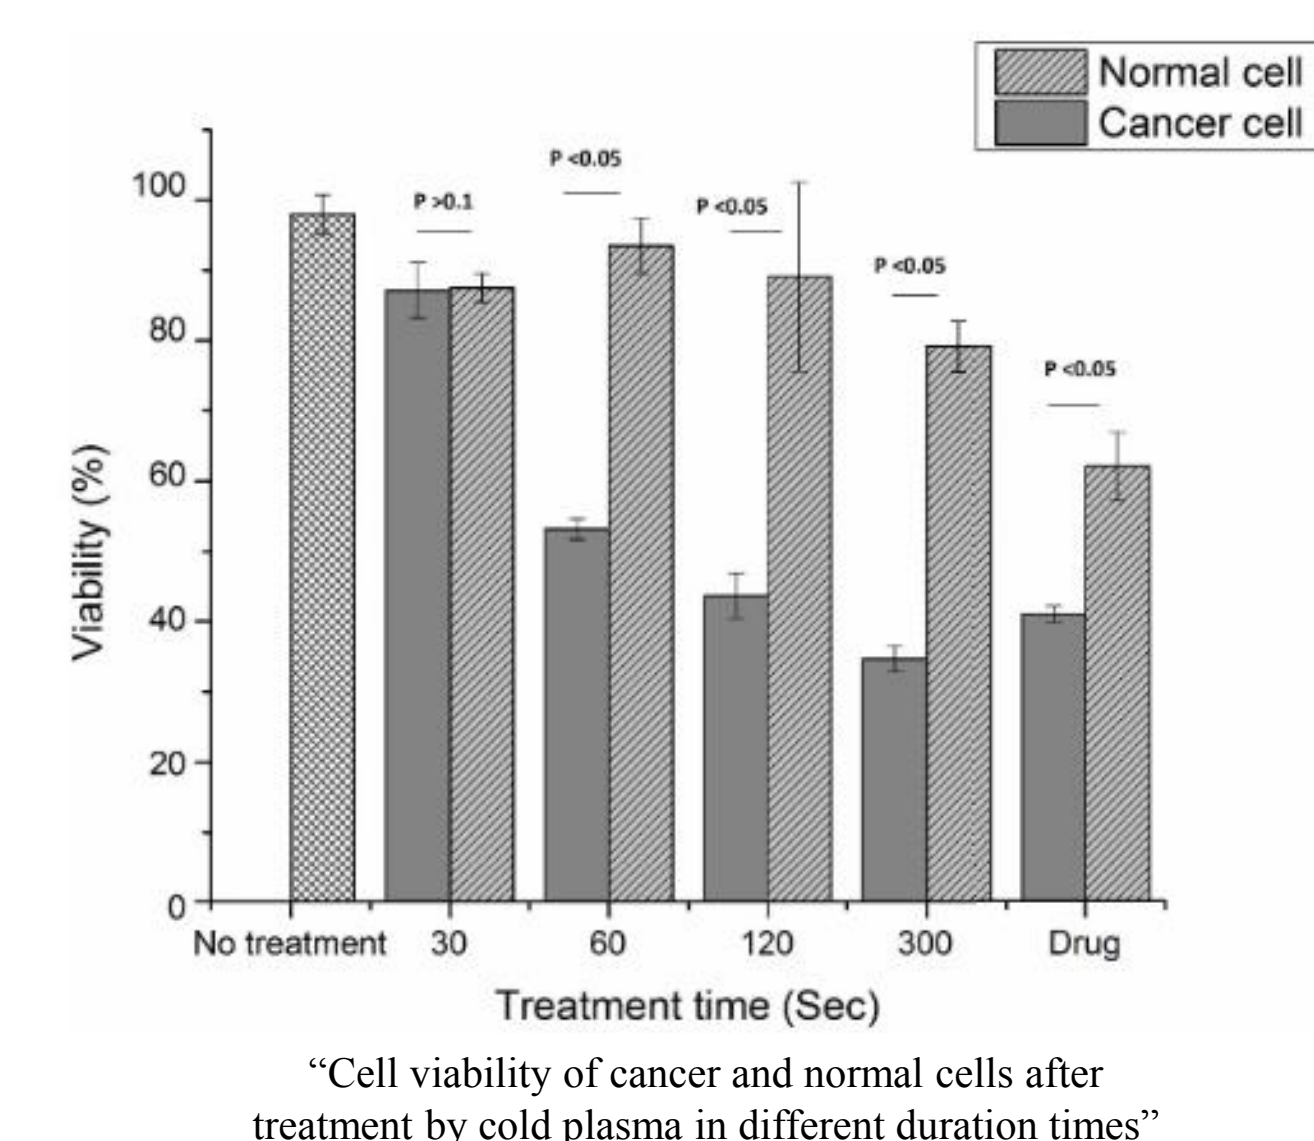 Normal cell
Cancer cell
P <0.05
P >0.1
P <0.05
P <0.05
P <0.05
100
80
60
40
20
0
Viability (%)
No treatment 30 60 120 300 Drug
Treatment time (Sec)
“Cell viability of cancer and normal cells after
treatment by cold plasma in different duration times”